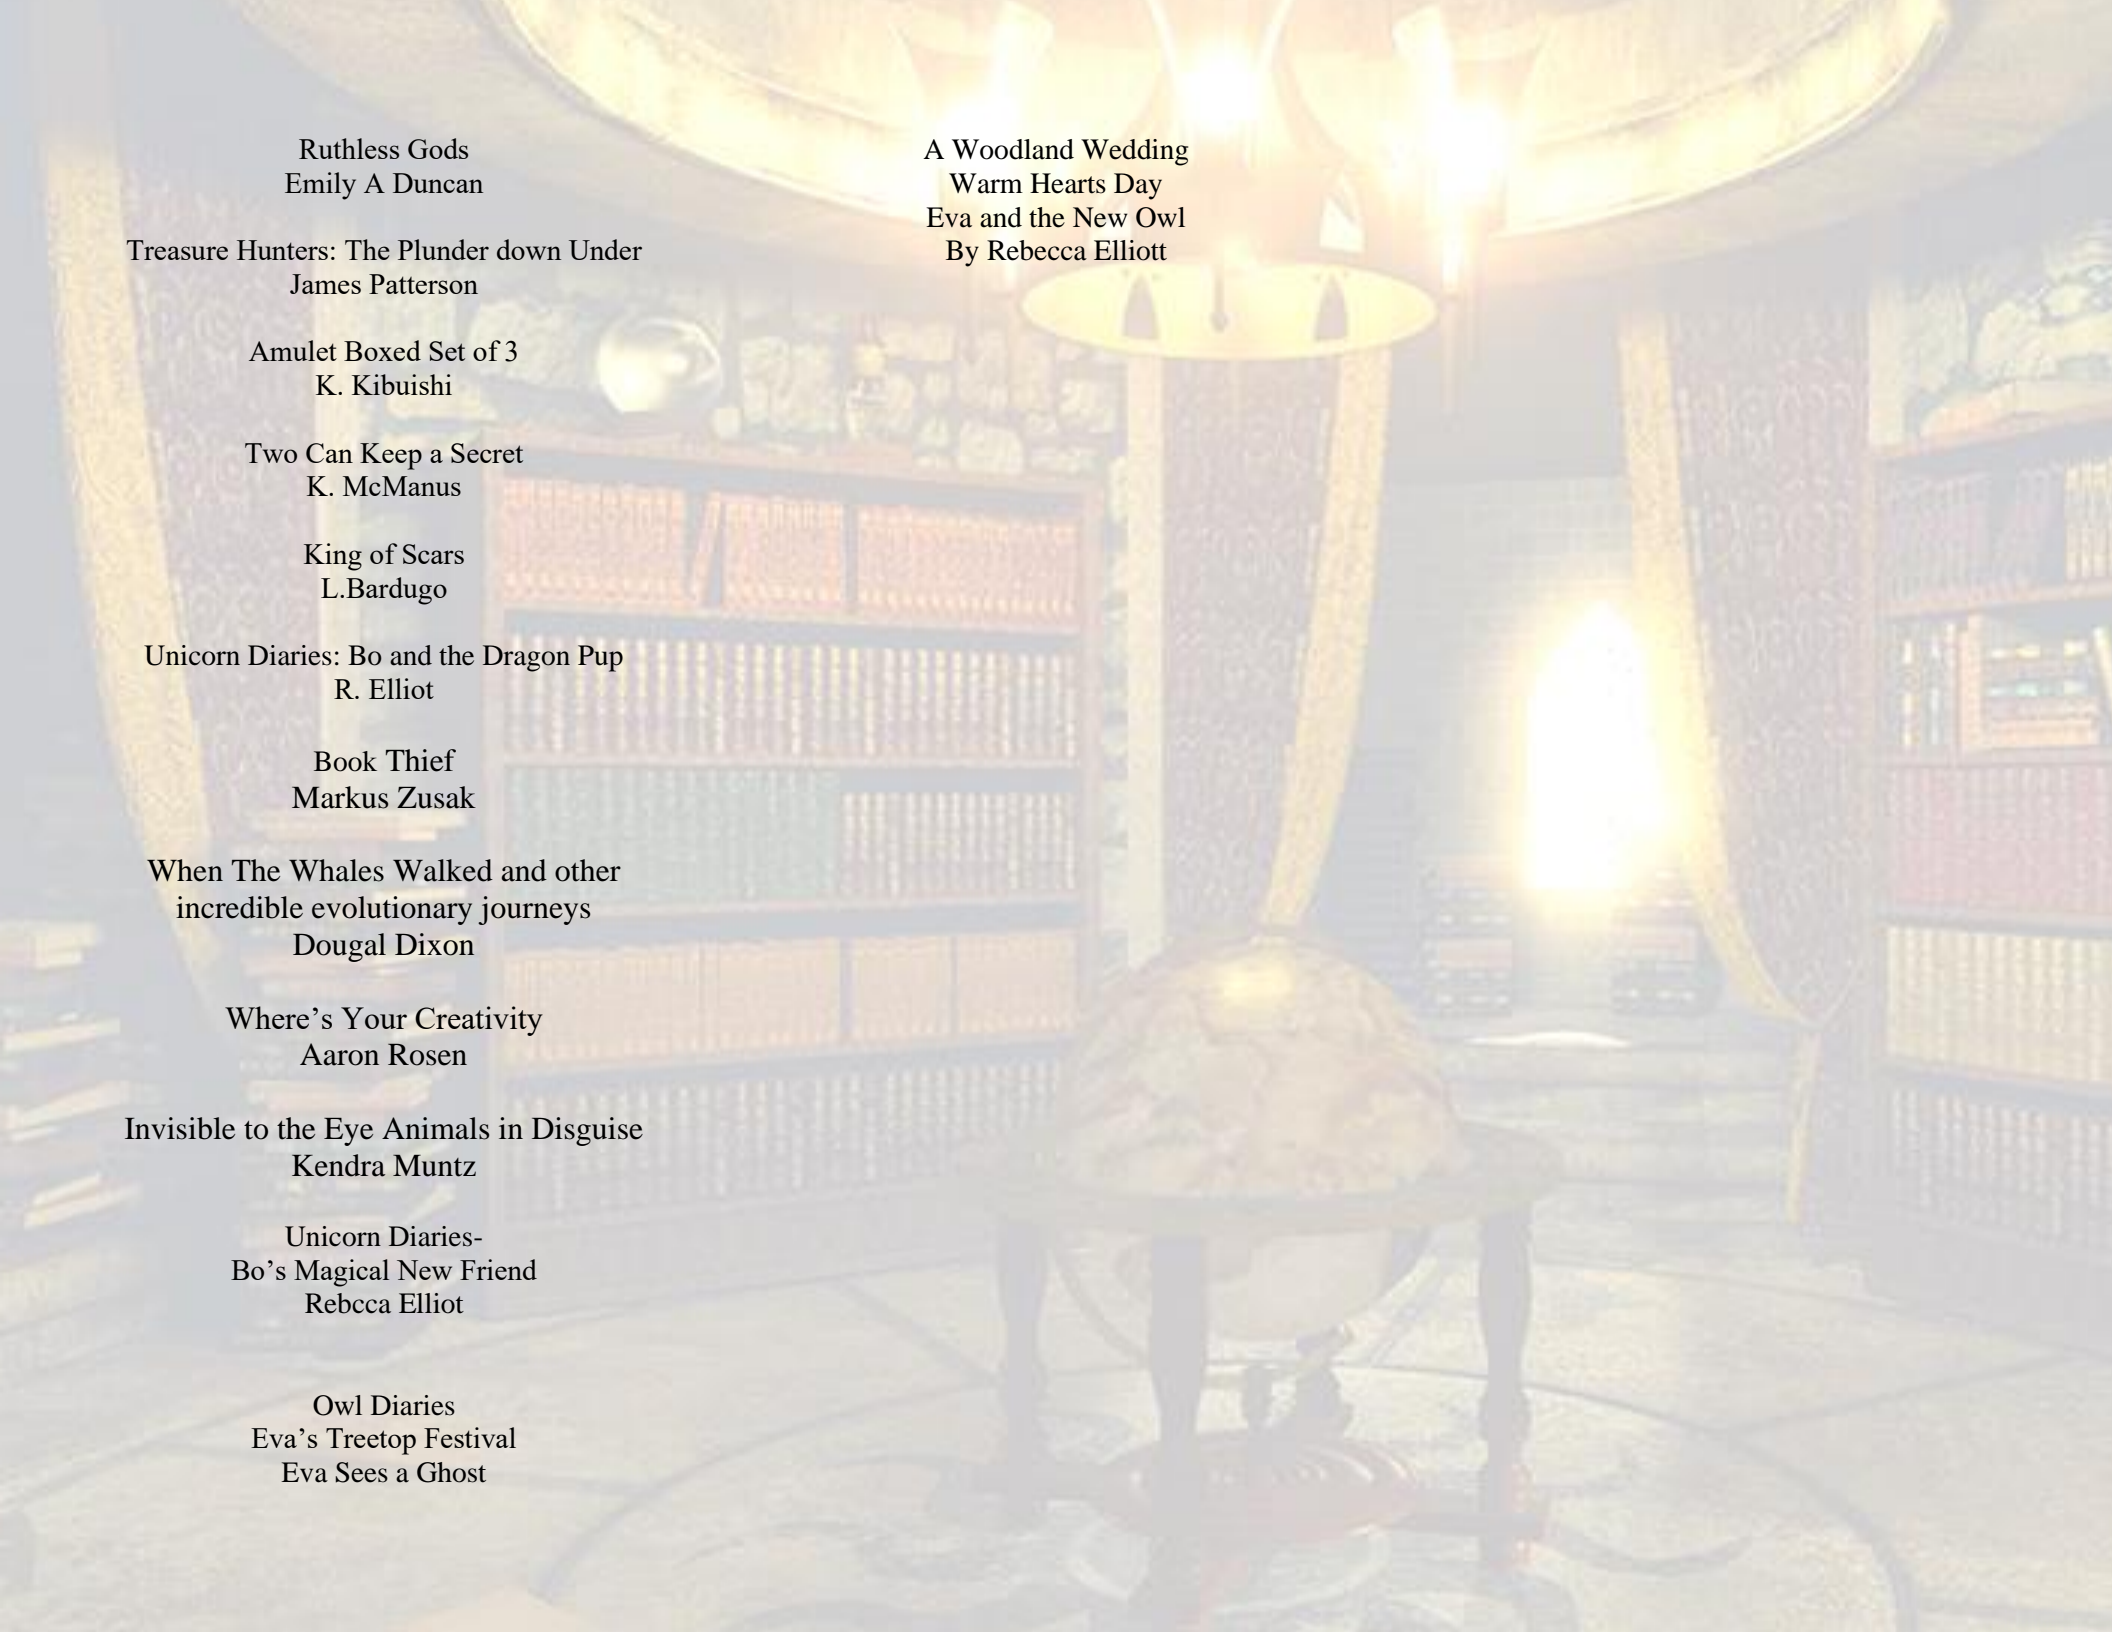 Ruthless Gods
Emily A Duncan
Treasure Hunters: The Plunder down Under
James Patterson
Amulet Boxed Set of 3
K. Kibuishi
Two Can Keep a Secret
K. McManus
King of Scars
L.Bardugo
Unicorn Diaries: Bo and the Dragon Pup
R. Elliot
Book Thief
Markus Zusak
When The Whales Walked and other
incredible evolutionary journeys
Dougal Dixon
Where’s Your Creativity
Aaron Rosen
Invisible to the Eye Animals in Disguise
Kendra Muntz
Unicorn Diaries-
Bo’s Magical New Friend
Rebcca Elliot
Owl Diaries
Eva’s Treetop Festival
Eva Sees a Ghost
A Woodland Wedding
Warm Hearts Day
Eva and the New Owl
By Rebecca Elliott